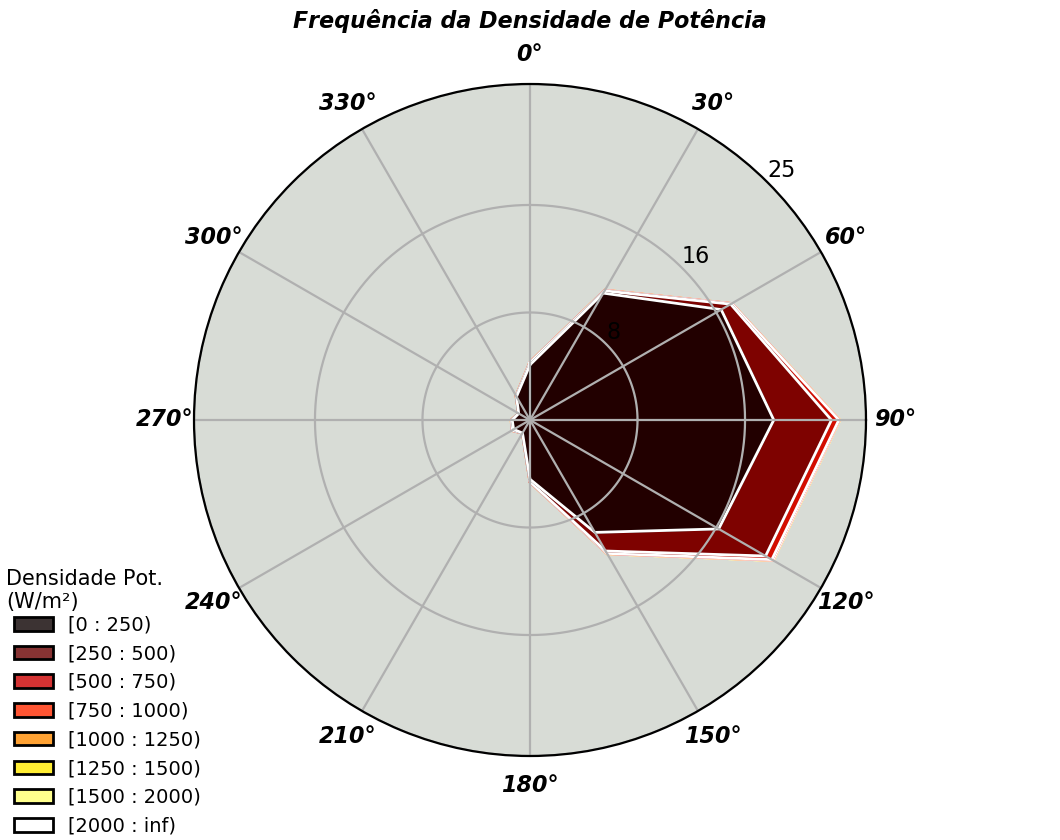 Frequência da Densidade de Potência
0°
330°
30°
25
300°
60°
16
8
270°
90°
Densidade Pot.
(W/m²)
240°
120°
[0 : 250)
[250 : 500)
[500 : 750)
[750 : 1000)
[1000 : 1250)
[1250 : 1500)
[1500 : 2000)
[2000 : inf)
210°
150°
180°